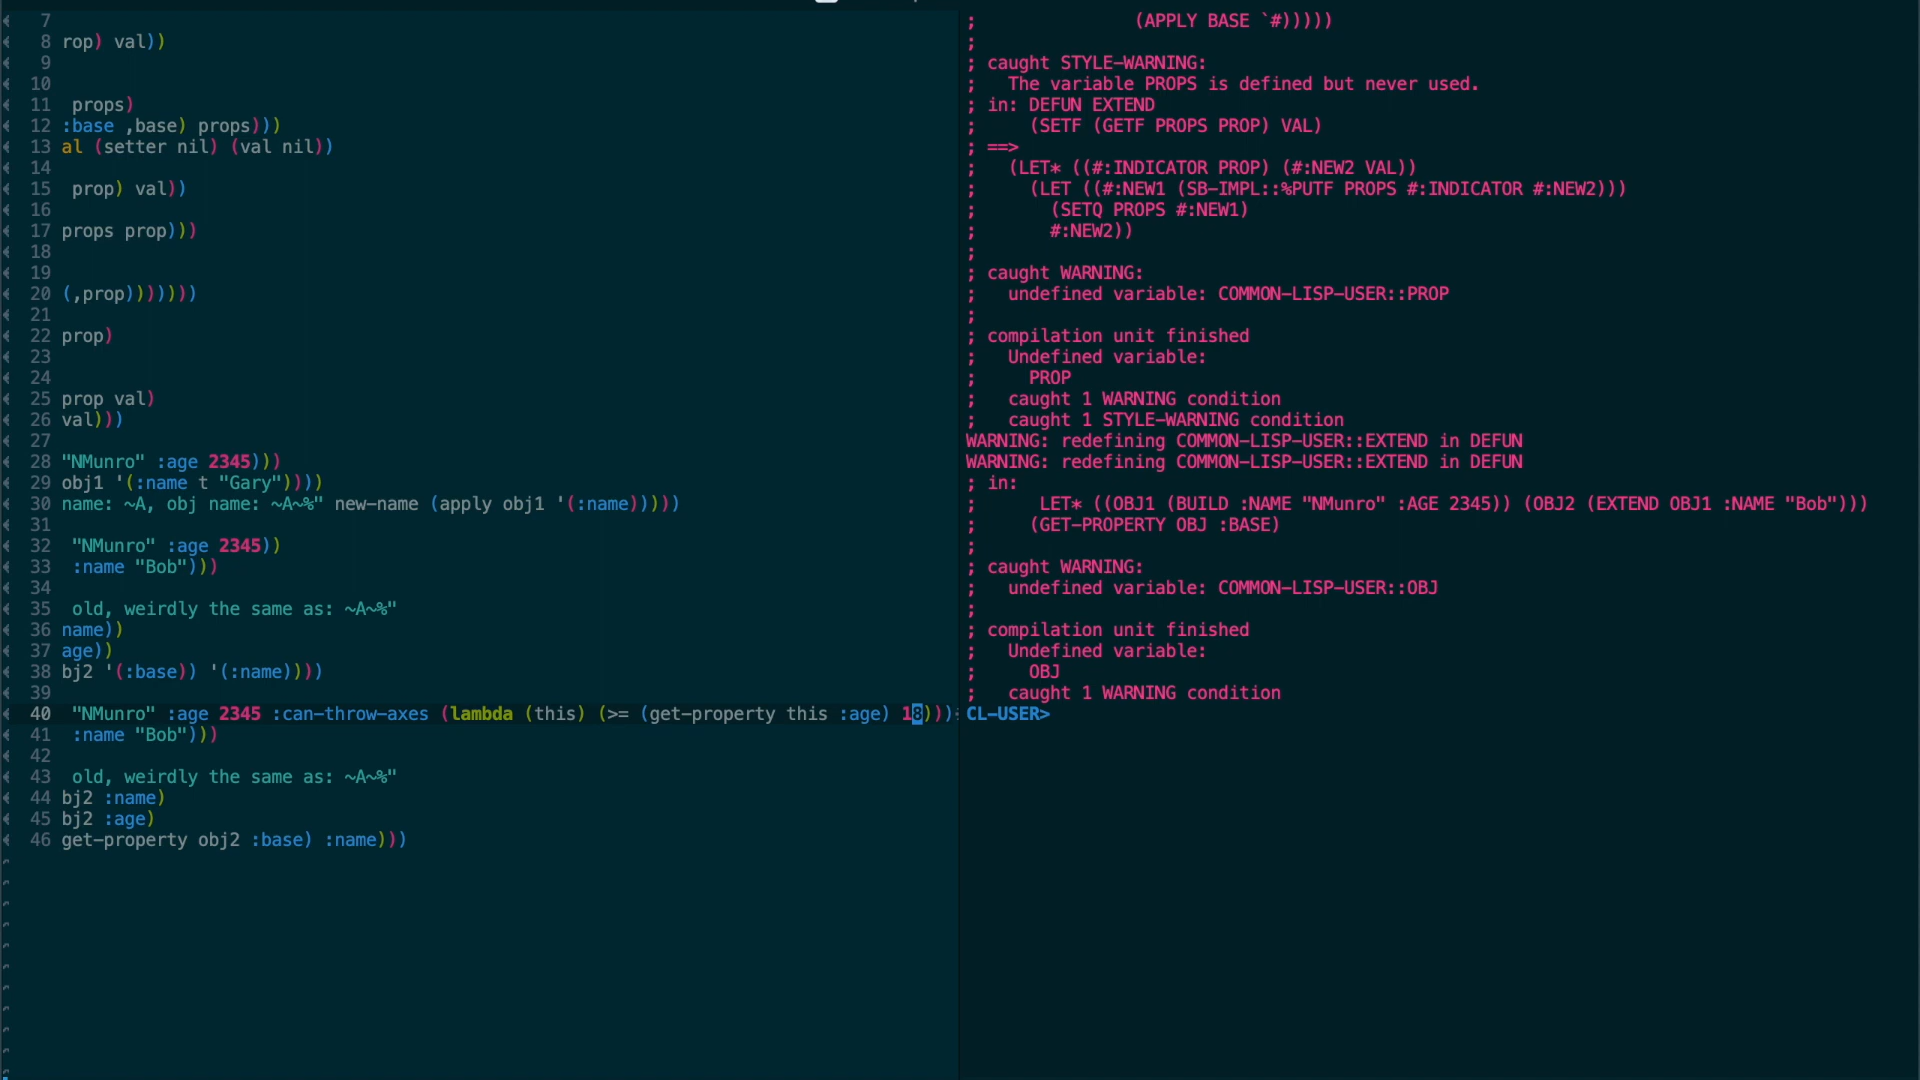 7
8 rop) val))
9
10
11 props)
12 :base ,base) props)))
13 al (setter nil) (val nil))
14
15 prop) val))
16
17 props prop)))
18
19
20 (,prop)))))))
21
22 prop)
23
24
25 prop val)
26 val)))
27
28 "NMunro" :age 2345)))
29 obj1 '(:name t "Gary"))))
30 name: ~A, obj name: ~A~%" new-name (apply obj1 '(:name)))))
31
32 "NMunro" :age 2345))
33 :name "Bob")))
34
35 old, weirdly the same as: ~A~%"
36 name))
37 age))
38 bj2 '(:base)) '(:name))))
39
40 "NMunro" :age 2345 :can-throw-axes (lambda (this) (>= (get-property this :age) 18)))
41 :name "Bob")))
42
43 old, weirdly the same as: ~A~%"
44 bj2 :name)
45 bj2 :age)
46 get-property obj2 :base) :name)))
; (APPLY BASE `#)))))
;
; caught STYLE-WARNING:
; The variable PROPS is defined but never used.
; in: DEFUN EXTEND
; (SETF (GETF PROPS PROP) VAL)
; ==>
; (LET* ((#:INDICATOR PROP) (#:NEW2 VAL))
; (LET ((#:NEW1 (SB-IMPL::%PUTF PROPS #:INDICATOR #:NEW2)))
; (SETQ PROPS #:NEW1)
; #:NEW2))
;
; caught WARNING:
; undefined variable: COMMON-LISP-USER::PROP
;
; compilation unit finished
; Undefined variable:
; PROP
; caught 1 WARNING condition
; caught 1 STYLE-WARNING condition
WARNING: redefining COMMON-LISP-USER::EXTEND in DEFUN
WARNING: redefining COMMON-LISP-USER::EXTEND in DEFUN
; in:
; LET* ((OBJ1 (BUILD :NAME "NMunro" :AGE 2345)) (OBJ2 (EXTEND OBJ1 :NAME "Bob")))
; (GET-PROPERTY OBJ :BASE)
;
; caught WARNING:
; undefined variable: COMMON-LISP-USER::OBJ
;
; compilation unit finished
; Undefined variable:
; OBJ
; caught 1 WARNING condition
CL-USER>